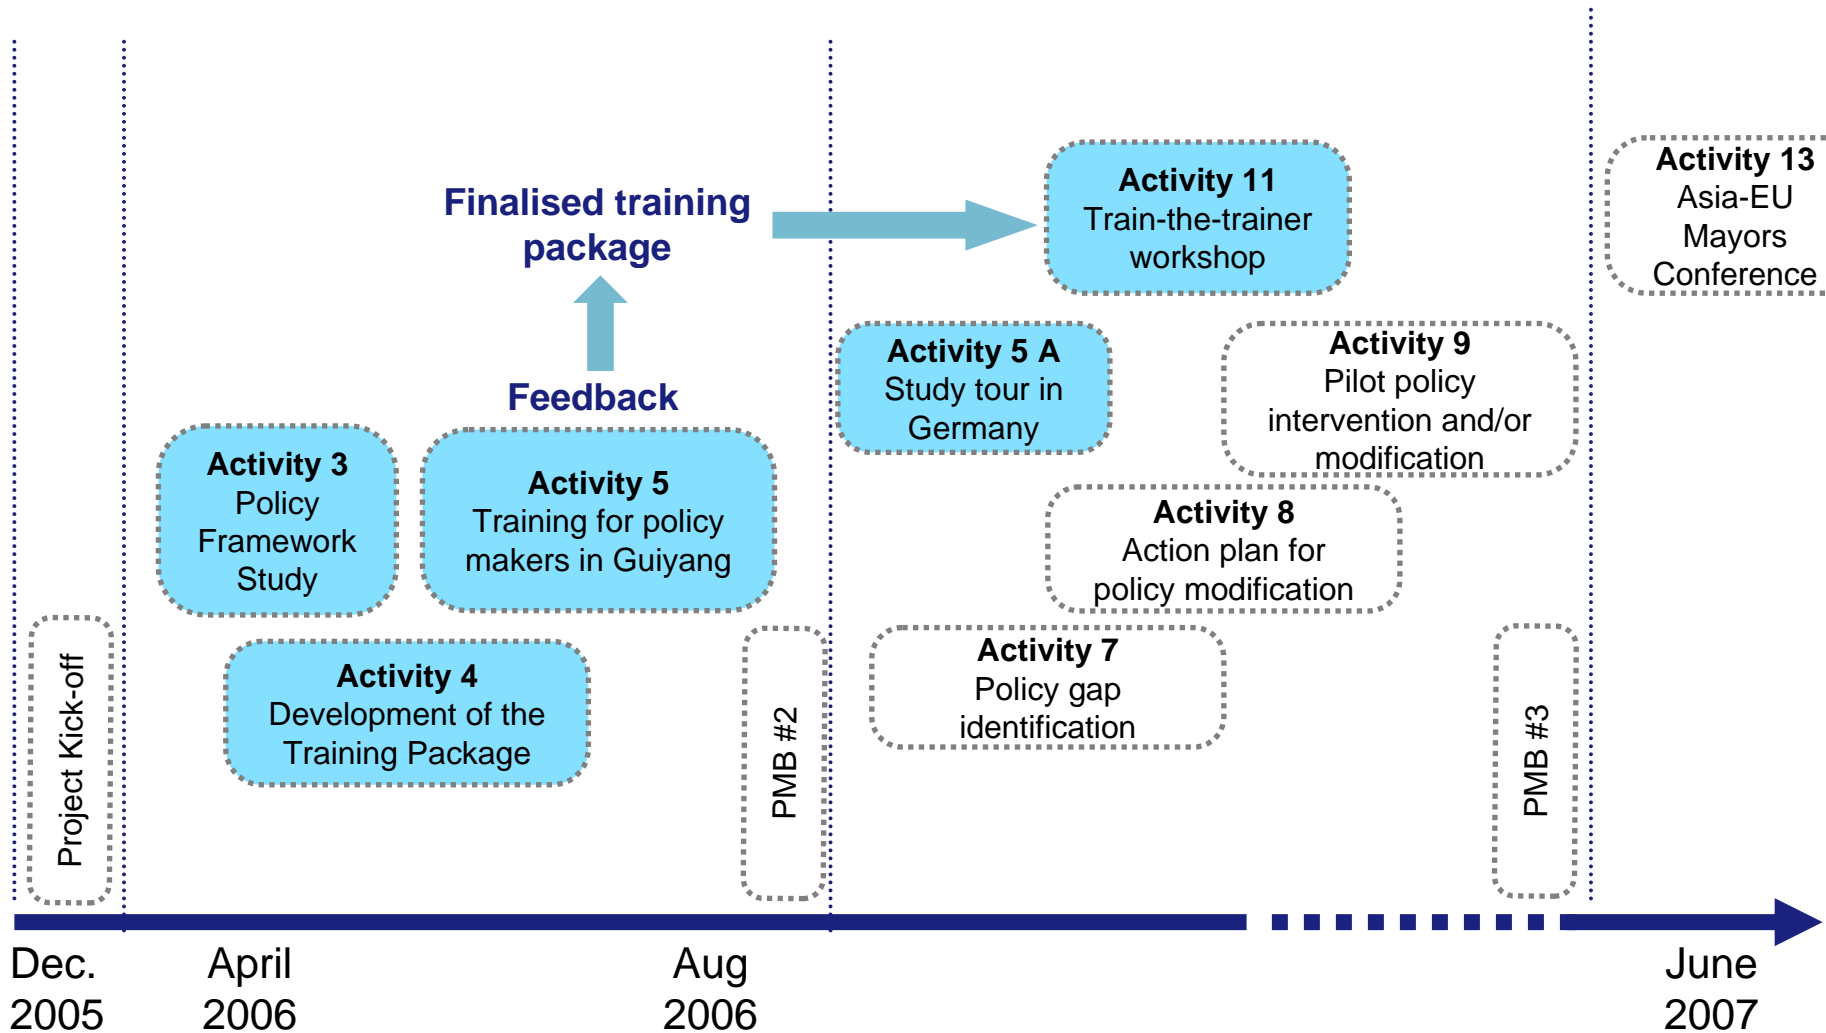 Finalised training
package
Feedback
Activity 3
Policy
Framework
Study
Activity 5
Training for policy
makers in Guiyang
Activity 4
Development of the
Training Package
Project Kick-off
PMB #2
Activity 11
Train-the-trainer
workshop
Activity 5 A
Study tour in
Germany
Activity 9
Pilot policy
intervention and/or
modification
Activity 8
Action plan for
policy modification
Activity 7
Policy gap
identification
PMB #3
Activity 13
Asia-EU
Mayors
Conference
Dec.
2005
April
2006
Aug
2006
June
2007